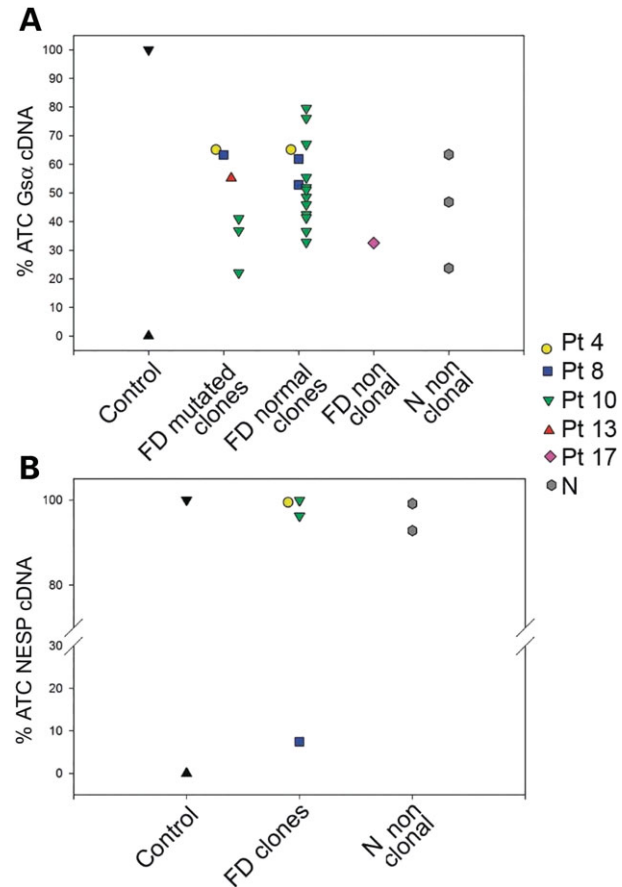 A
100
90
80
70
60
50
40
30
20
10
0
% ATC Gsα cDNA
Control
FD mutated
clones
FD normal
clones
FD non
clonal
N non
clonal
Pt 4
Pt 8
Pt 10
Pt 13
Pt 17
N
B
100
80
30
20
10
0
% ATC NESP cDNA
Control
FD clones
N non
clonal